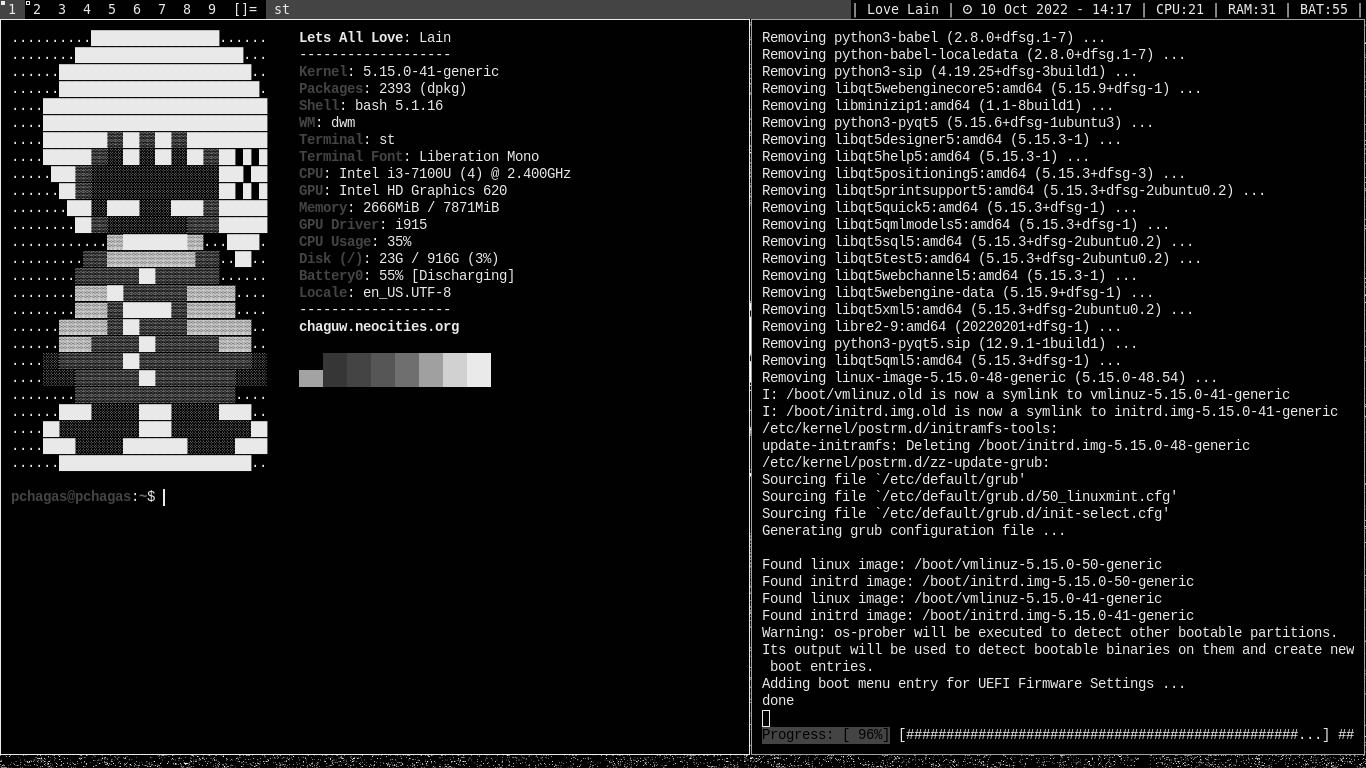 1 2 3 4 5 6 7 8 9 []= st
| Love Lain | ⊙ 10 Oct 2022 - 14:17 | CPU:21 | RAM:31 | BAT:55 |
Lets All Love: Lain
-------------------
Kernel: 5.15.0-41-generic
Packages: 2393 (dpkg)
Shell: bash 5.1.16
WM: dwm
Terminal: st
Terminal Font: Liberation Mono
CPU: Intel i3-7100U (4) @ 2.400GHz
GPU: Intel HD Graphics 620
Memory: 2666MiB / 7871MiB
GPU Driver: i915
CPU Usage: 35%
Disk (/): 23G / 916G (3%)
Battery0: 55% [Discharging]
Locale: en_US.UTF-8
-------------------
chaguw.neocities.org
pchagas@pchagas:~$
Removing python3-babel (2.8.0+dfsg.1-7) ...
Removing python-babel-localedata (2.8.0+dfsg.1-7) ...
Removing python3-sip (4.19.25+dfsg-3build1) ...
Removing libqt5webenginecore5:amd64 (5.15.9+dfsg-1) ...
Removing libminizip1:amd64 (1.1-8build1) ...
Removing python3-pyqt5 (5.15.6+dfsg-1ubuntu3) ...
Removing libqt5designer5:amd64 (5.15.3-1) ...
Removing libqt5help5:amd64 (5.15.3-1) ...
Removing libqt5positioning5:amd64 (5.15.3+dfsg-3) ...
Removing libqt5printsupport5:amd64 (5.15.3+dfsg-2ubuntu0.2) ...
Removing libqt5quick5:amd64 (5.15.3+dfsg-1) ...
Removing libqt5qmlmodels5:amd64 (5.15.3+dfsg-1) ...
Removing libqt5sql5:amd64 (5.15.3+dfsg-2ubuntu0.2) ...
Removing libqt5test5:amd64 (5.15.3+dfsg-2ubuntu0.2) ...
Removing libqt5webchannel5:amd64 (5.15.3-1) ...
Removing libqt5webengine-data (5.15.9+dfsg-1) ...
Removing libqt5xml5:amd64 (5.15.3+dfsg-2ubuntu0.2) ...
Removing libre2-9:amd64 (20220201+dfsg-1) ...
Removing python3-pyqt5.sip (12.9.1-1build1) ...
Removing libqt5qml5:amd64 (5.15.3+dfsg-1) ...
Removing linux-image-5.15.0-48-generic (5.15.0-48.54) ...
I: /boot/vmlinuz.old is now a symlink to vmlinuz-5.15.0-41-generic
I: /boot/initrd.img.old is now a symlink to initrd.img-5.15.0-41-generic
/etc/kernel/postrm.d/initramfs-tools:
update-initramfs: Deleting /boot/initrd.img-5.15.0-48-generic
/etc/kernel/postrm.d/zz-update-grub:
Sourcing file `/etc/default/grub'
Sourcing file `/etc/default/grub.d/50_linuxmint.cfg'
Sourcing file `/etc/default/grub.d/init-select.cfg'
Generating grub configuration file ...
Found linux image: /boot/vmlinuz-5.15.0-50-generic
Found initrd image: /boot/initrd.img-5.15.0-50-generic
Found linux image: /boot/vmlinuz-5.15.0-41-generic
Found initrd image: /boot/initrd.img-5.15.0-41-generic
Warning: os-prober will be executed to detect other bootable partitions.
Its output will be used to detect bootable binaries on them and create new
 boot entries.
Adding boot menu entry for UEFI Firmware Settings ...
done
Progress: [ 96%] [#################################################...] ##